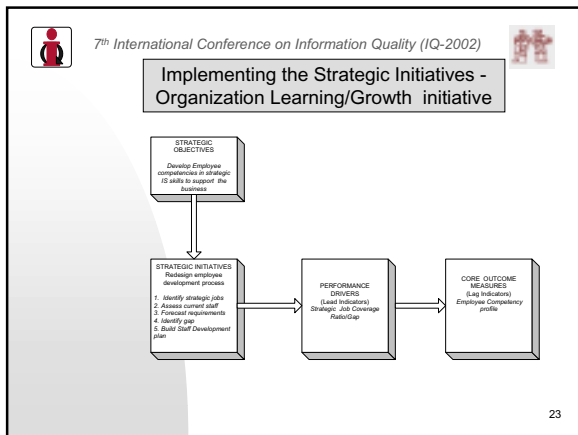 7th International Conference on Information Quality (IQ-2002)
Implementing the Strategic Initiatives -
Organization Learning/Growth initiative
STRATEGIC
OBJECTIVES
Develop Employee
competencies in strategic
IS skills to support the
business
STRATEGIC INITIATIVES
Redesign employee
development process
1. Identify strategic jobs
2. Assess current staff
3. Forecast requirements
4. Identify gap
5. Build Staff Development
plan
PERFORMANCE
DRIVERS
(Lead Indicators)
Strategic Job Coverage
Ratio/Gap
CORE OUTCOME
MEASURES
(Lag Indicators)
Employee Competency
profile
23